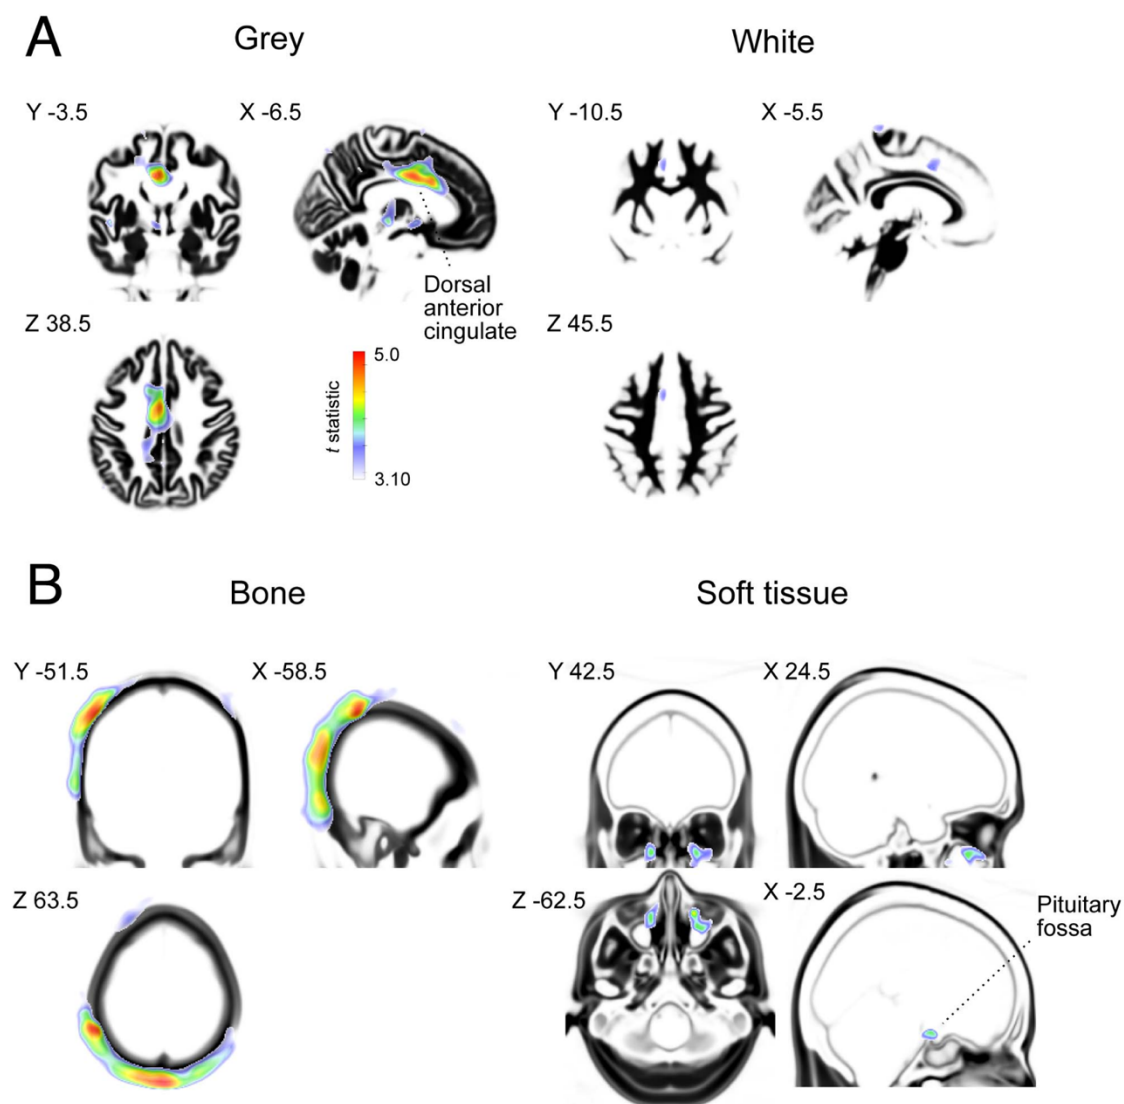 A
Grey
White
Y -3.5
X -6.5
Y -10.5
X -5.5
Dorsal
anterior
cingulate
Z 38.5
Z 45.5
5.0
t statistic
3.10
B
Bone
Soft tissue
Y -51.5
X -58.5
Y 42.5
X 24.5
Z 63.5
Z -62.5
X -2.5
Pituitary
fossa